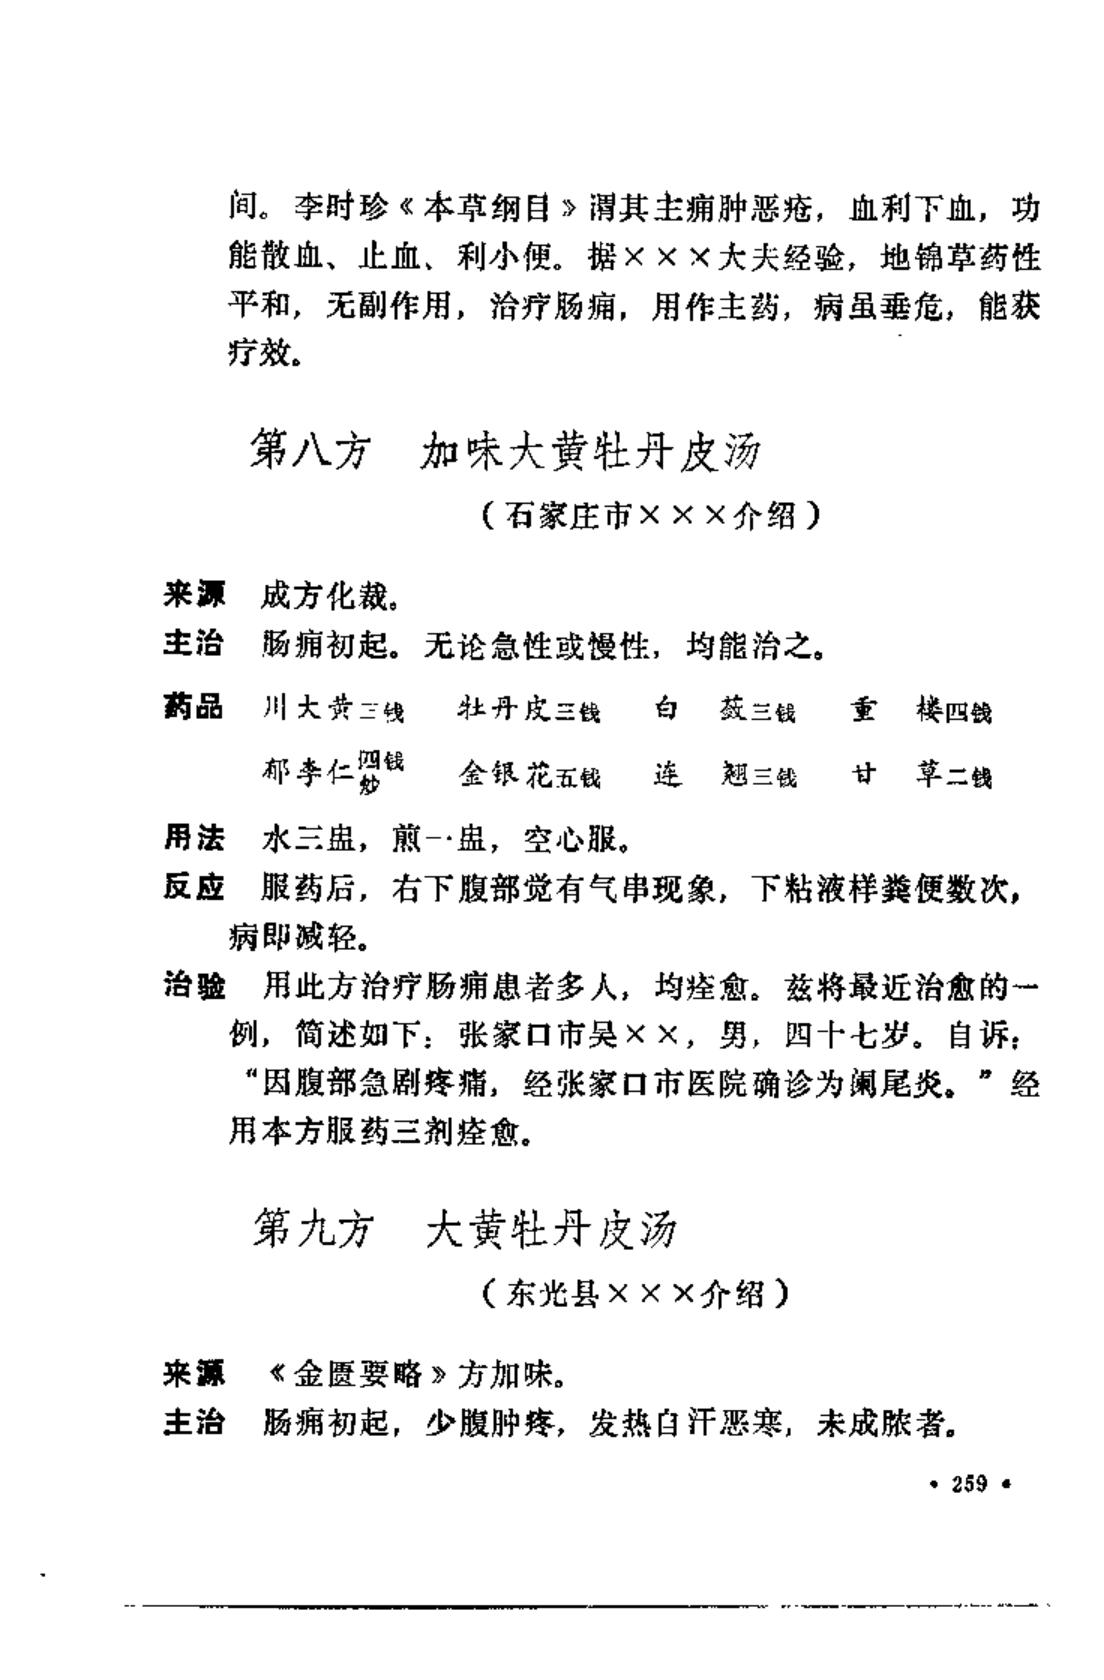 间。李时珍《本草纲目》谓其主痈肿恶疮，血利下血，功
能散血、止血、利小便。据×××大夫经验，地锦草药性
平和，无副作用，治疗肠痈，用作主药，病虽垂危，能获
疗效。
第八方　加味大黄牡丹皮汤
（石家庄市×××介绍）
来源　成方化裁。
主治　肠痈初起。无论急性或慢性，均能治之。
药品　川大黄三钱　牡丹皮三钱　白　薇三钱　重　楼四钱
郁李仁四钱炒　金银花五钱　连　翘三钱　甘　草二钱
用法　水三盅，煎一盅，空心服。
反应　服药后，右下腹部觉有气串现象，下粘液样粪便数次，
病即减轻。
治验　用此方治疗肠痈患者多人，均痊愈。兹将最近治愈的一
例，简述如下：张家口市吴××，男，四十七岁。自诉：
“因腹部急剧疼痛，经张家口市医院确诊为阑尾炎。”经
用本方服药三剂痊愈。
第九方　大黄牡丹皮汤
（东光县×××介绍）
来源　《金匮要略》方加味。
主治　肠痈初起，少腹肿疼，发热自汗恶寒，未成脓者。
• 259 •